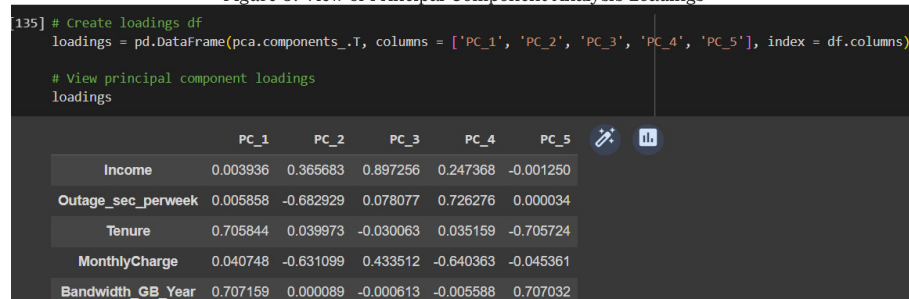 [135] # Create loadings df
loadings = pd.DataFrame(pca.components_.T, columns = ['PC_1', 'PC_2', 'PC_3', 'PC_4', 'PC_5'], index = df.columns)
# View principal component loadings
loadings
PC_1 PC_2 PC_3 PC_4 PC_5
Income 0.003936 0.365683 0.897256 0.247368 -0.001250
Outage_sec_perweek 0.005858 -0.682929 0.078077 0.726276 0.000034
Tenure 0.705844 0.039973 -0.030063 0.035159 -0.705724
MonthlyCharge 0.040748 -0.631099 0.433512 -0.640363 -0.045361
Bandwidth_GB_Year 0.707159 0.000089 -0.000613 -0.005588 0.707032